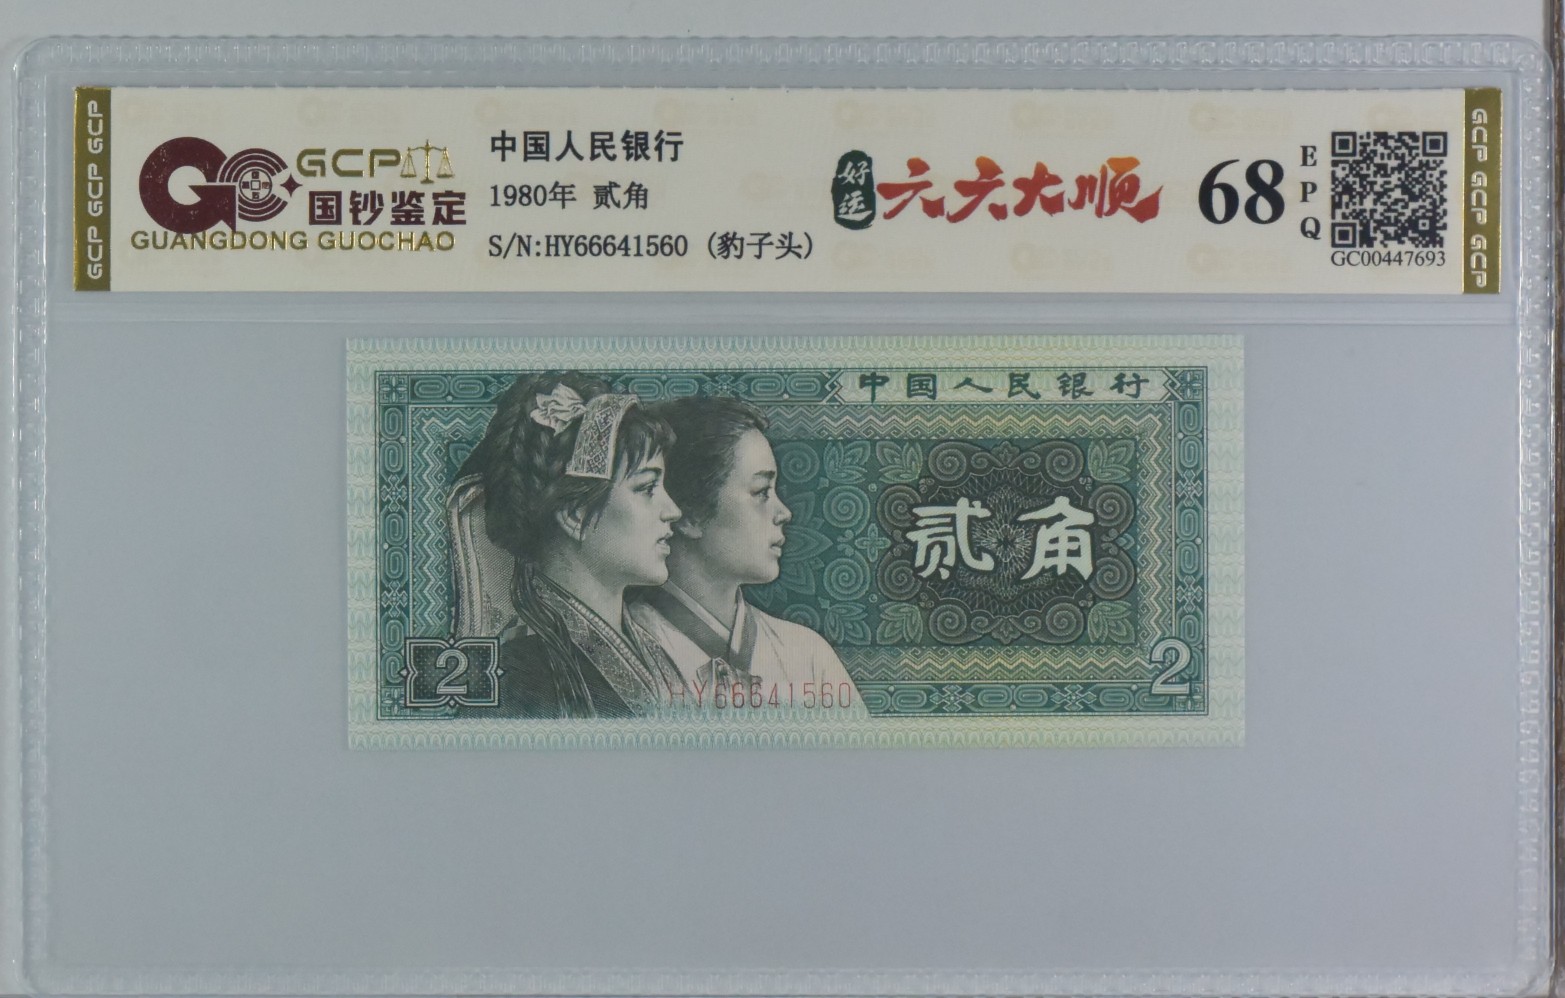 GCP GCP GCP
GCP
国钞鉴定
GUANGDONG GUOCHAO
中国人民银行
1980年 贰角
S/N:HY66641560 (豹子头)
好运
六六大顺
68
EPQ
GC00447693
GCP GCP GCP
中国人民银行
贰角
2
2
HY66641560